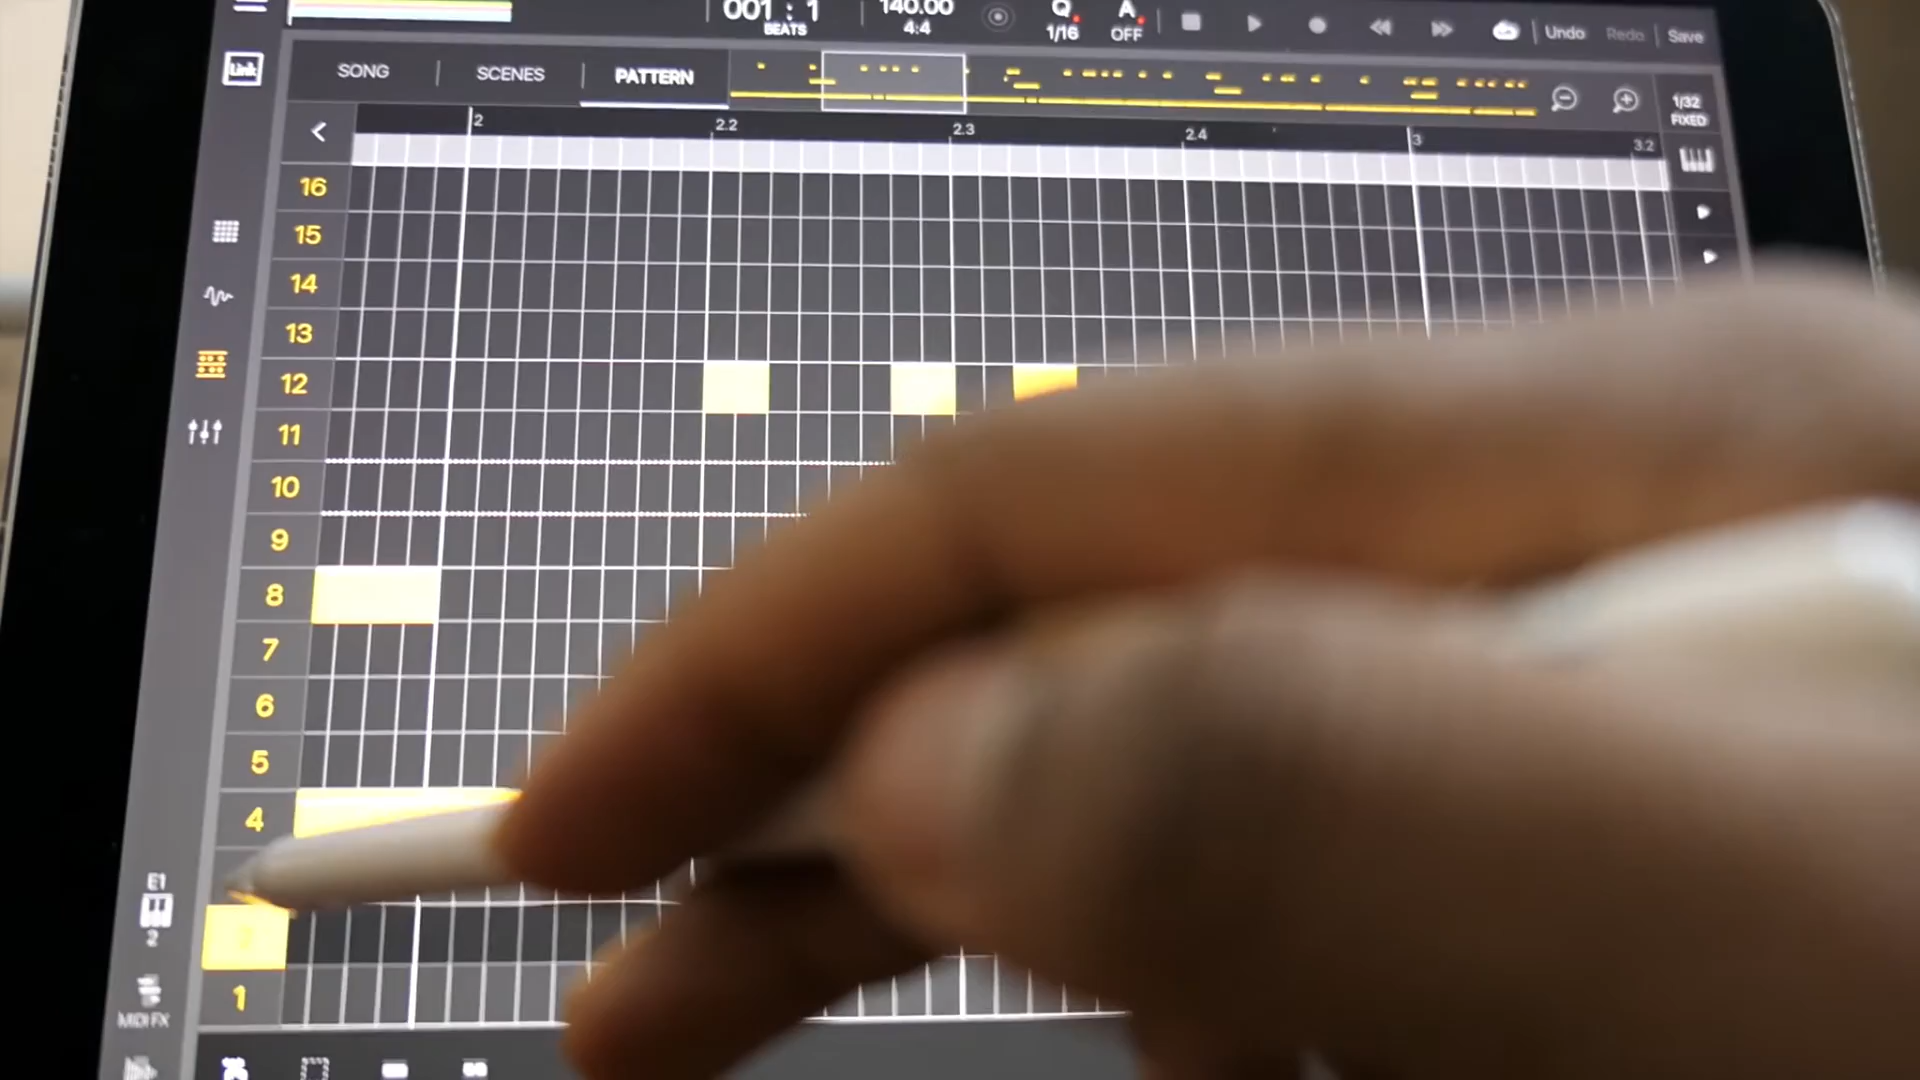 001 : 1
BEATS
140.00
4:4
Q
1/16
A
OFF
Undo
Redo
Save
Link
SONG
SCENES
PATTERN
1/32
FIXED
2
2.2
2.3
2.4
3
3.2
16
15
14
13
12
11
10
9
8
7
6
5
4
1
E1
2
MIDI FX